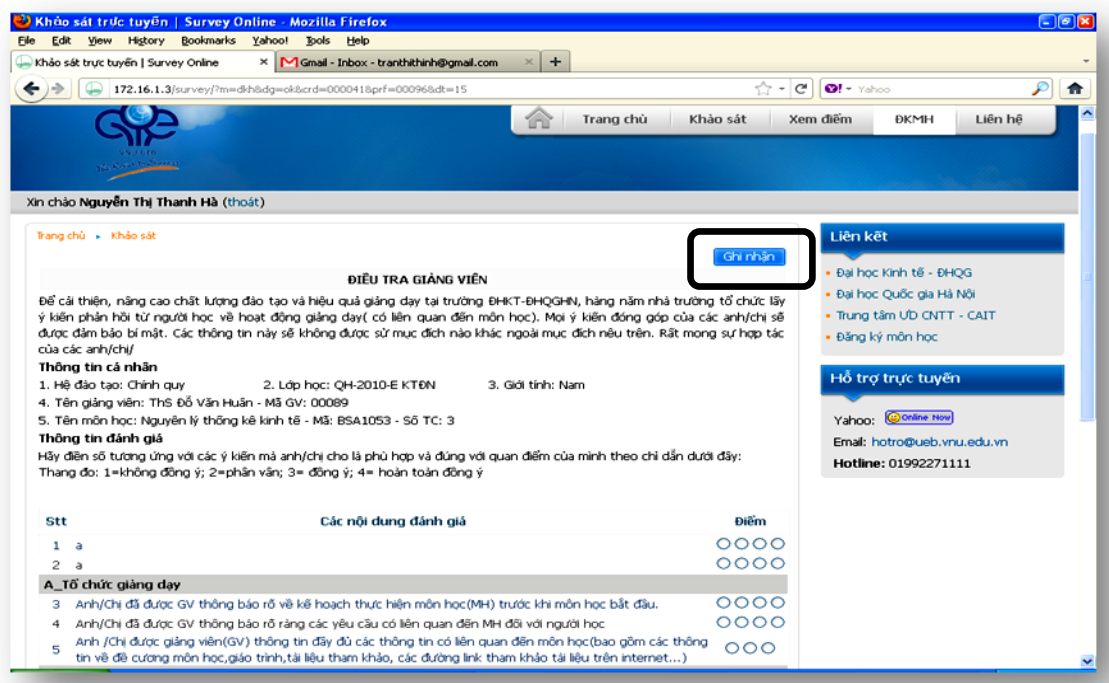 Khảo sát trực tuyến | Survey Online - Mozilla Firefox
File Edit View History Bookmarks Yahoo! Tools Help
Khảo sát trực tuyến | Survey Online × Gmail - Inbox - tranthithinh@gmail.com × +
172.16.1.3/survey/?m=dkh&dg=ok&crd=000041&prf=00096&dt=15 Yahoo
Trang chủ Khảo sát Xem điểm ĐKMH Liên hệ
Xin chào Nguyễn Thị Thanh Hà (thoát)
Trang chủ ▸ Khảo sát
Ghi nhận
ĐIỀU TRA GIẢNG VIÊN
Để cải thiện, nâng cao chất lượng đào tạo và hiệu quả giảng dạy tại trường ĐHKT-ĐHQGHN, hàng năm nhà trường tổ chức lấy
ý kiến phản hồi từ người học về hoạt động giảng dạy( có liên quan đến môn học). Mọi ý kiến đóng góp của các anh/chị sẽ
được đảm bảo bí mật. Các thông tin này sẽ không được sử mục đích nào khác ngoài mục đích nêu trên. Rất mong sự hợp tác
của các anh/chị/
Thông tin cá nhân
1. Hệ đào tạo: Chính quy 2. Lớp học: QH-2010-E KTĐN 3. Giới tính: Nam
4. Tên giảng viên: ThS Đỗ Văn Huân - Mã GV: 00089
5. Tên môn học: Nguyên lý thống kê kinh tế - Mã: BSA1053 - Số TC: 3
Thông tin đánh giá
Hãy điền số tương ứng với các ý kiến mà anh/chị cho là phù hợp và đúng với quan điểm của mình theo chỉ dẫn dưới đây:
Thang đo: 1=không đồng ý; 2=phân vân; 3= đồng ý; 4= hoàn toàn đồng ý
Stt Các nội dung đánh giá Điểm
1 a
2 a
A_Tổ chức giảng dạy
3 Anh/Chị đã được GV thông báo rõ về kế hoạch thực hiện môn học(MH) trước khi môn học bắt đầu.
4 Anh/Chị đã được GV thông báo rõ ràng các yêu cầu có liên quan đến MH đối với người học
5 Anh /Chị được giảng viên(GV) thông tin đầy đủ các thông tin có liên quan đến môn học(bao gồm các thông
tin về đề cương môn học,giáo trình,tài liệu tham khảo, các đường link tham khảo tài liệu trên internet...)
Liên kết
Đại học Kinh tế - ĐHQG
Đại học Quốc gia Hà Nội
Trung tâm ƯD CNTT - CAIT
Đăng ký môn học
Hỗ trợ trực tuyến
Yahoo: Online Now
Email: hotro@ueb.vnu.edu.vn
Hotline: 01992271111